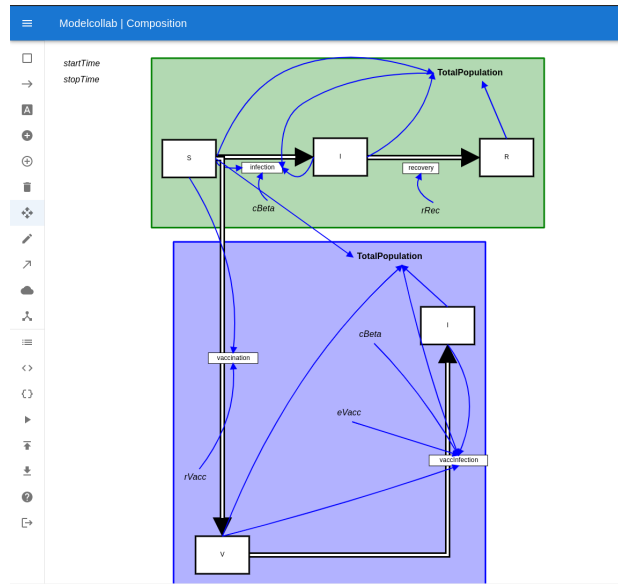 Modelcollab | Composition
startTime
stopTime
TotalPopulation
S
I
R
infection
recovery
cBeta
rRec
TotalPopulation
I
cBeta
vaccination
eVacc
vaccinfection
rVacc
V